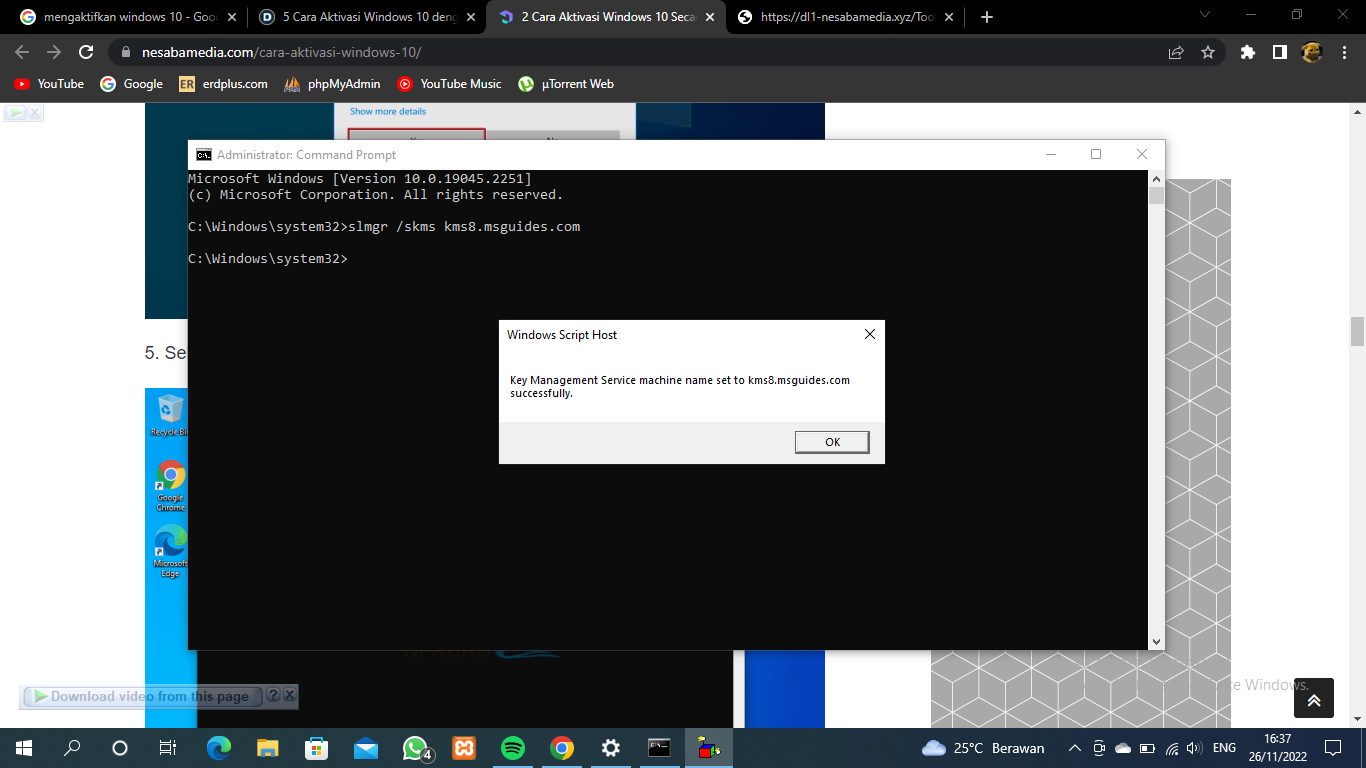 mengaktifkan windows 10 - Goo
5 Cara Aktivasi Windows 10 deng
2 Cara Aktivasi Windows 10 Seca
https://dl1-nesabamedia.xyz/Too
nesabamedia.com/cara-aktivasi-windows-10/
YouTube
Google
ER erdplus.com
phpMyAdmin
YouTube Music
µTorrent Web
Show more details
Administrator: Command Prompt
Microsoft Windows [Version 10.0.19045.2251]
(c) Microsoft Corporation. All rights reserved.
C:\Windows\system32>slmgr /skms kms8.msguides.com
C:\Windows\system32>
Windows Script Host
Key Management Service machine name set to kms8.msguides.com
successfully.
OK
5. Se
Recycle Bi
Google
Chrome
Microsoft
Edge
Download video from this page ?
te Windows.
4
25°C Berawan
ENG
16:37
26/11/2022